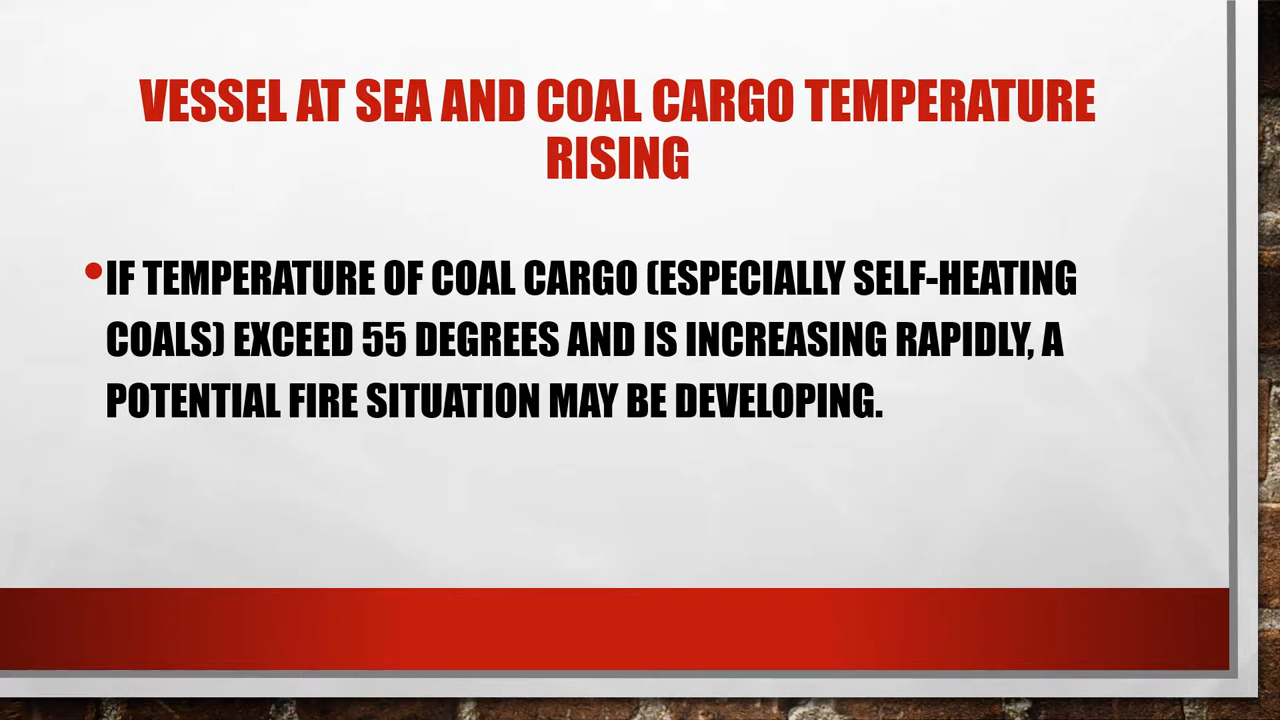 VESSEL AT SEA AND COAL CARGO TEMPERATURE
RISING
•IF TEMPERATURE OF COAL CARGO (ESPECIALLY SELF-HEATING
COALS) EXCEED 55 DEGREES AND IS INCREASING RAPIDLY, A
POTENTIAL FIRE SITUATION MAY BE DEVELOPING.